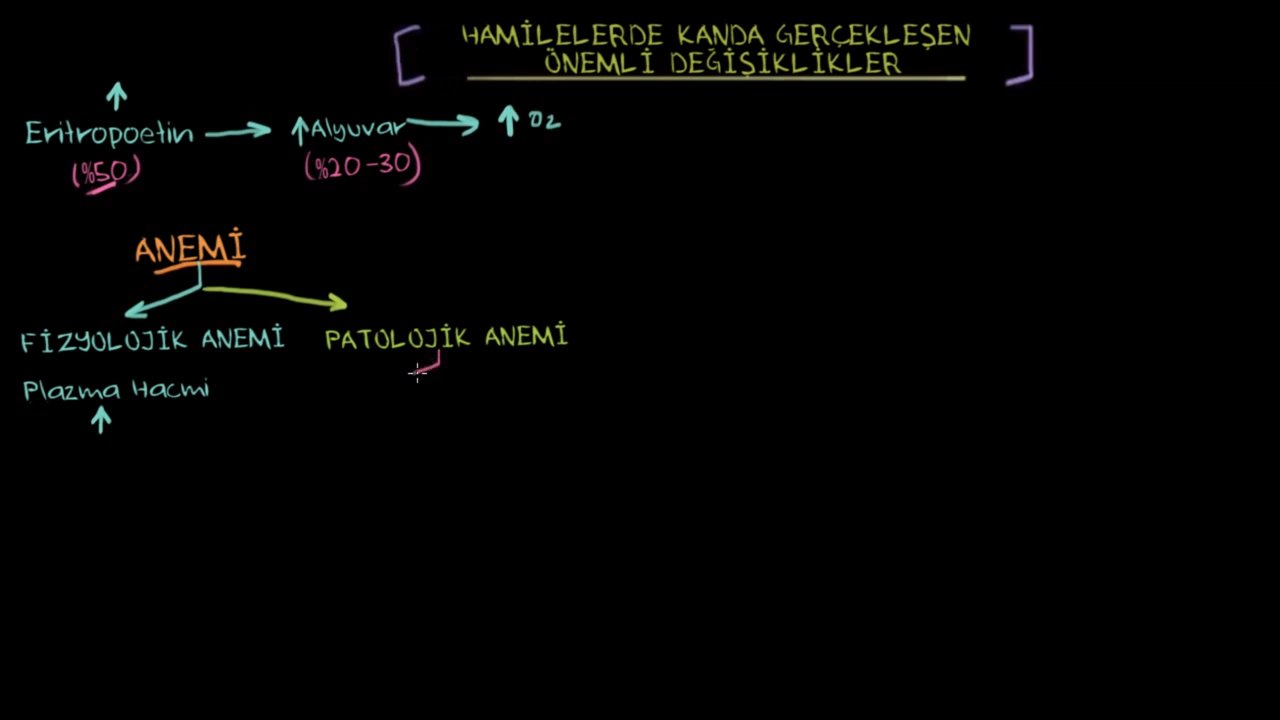 HAMİLELERDE KANDA GERÇEKLEŞEN
ÖNEMLİ DEĞİŞİKLİKLER
Eritropoetin → ↑ Alyuvar → ↑ O2
(%50) (%20-30)
ANEMİ
FİZYOLOJİK ANEMİ PATOLOJİK ANEMİ
Plazma Hacmi